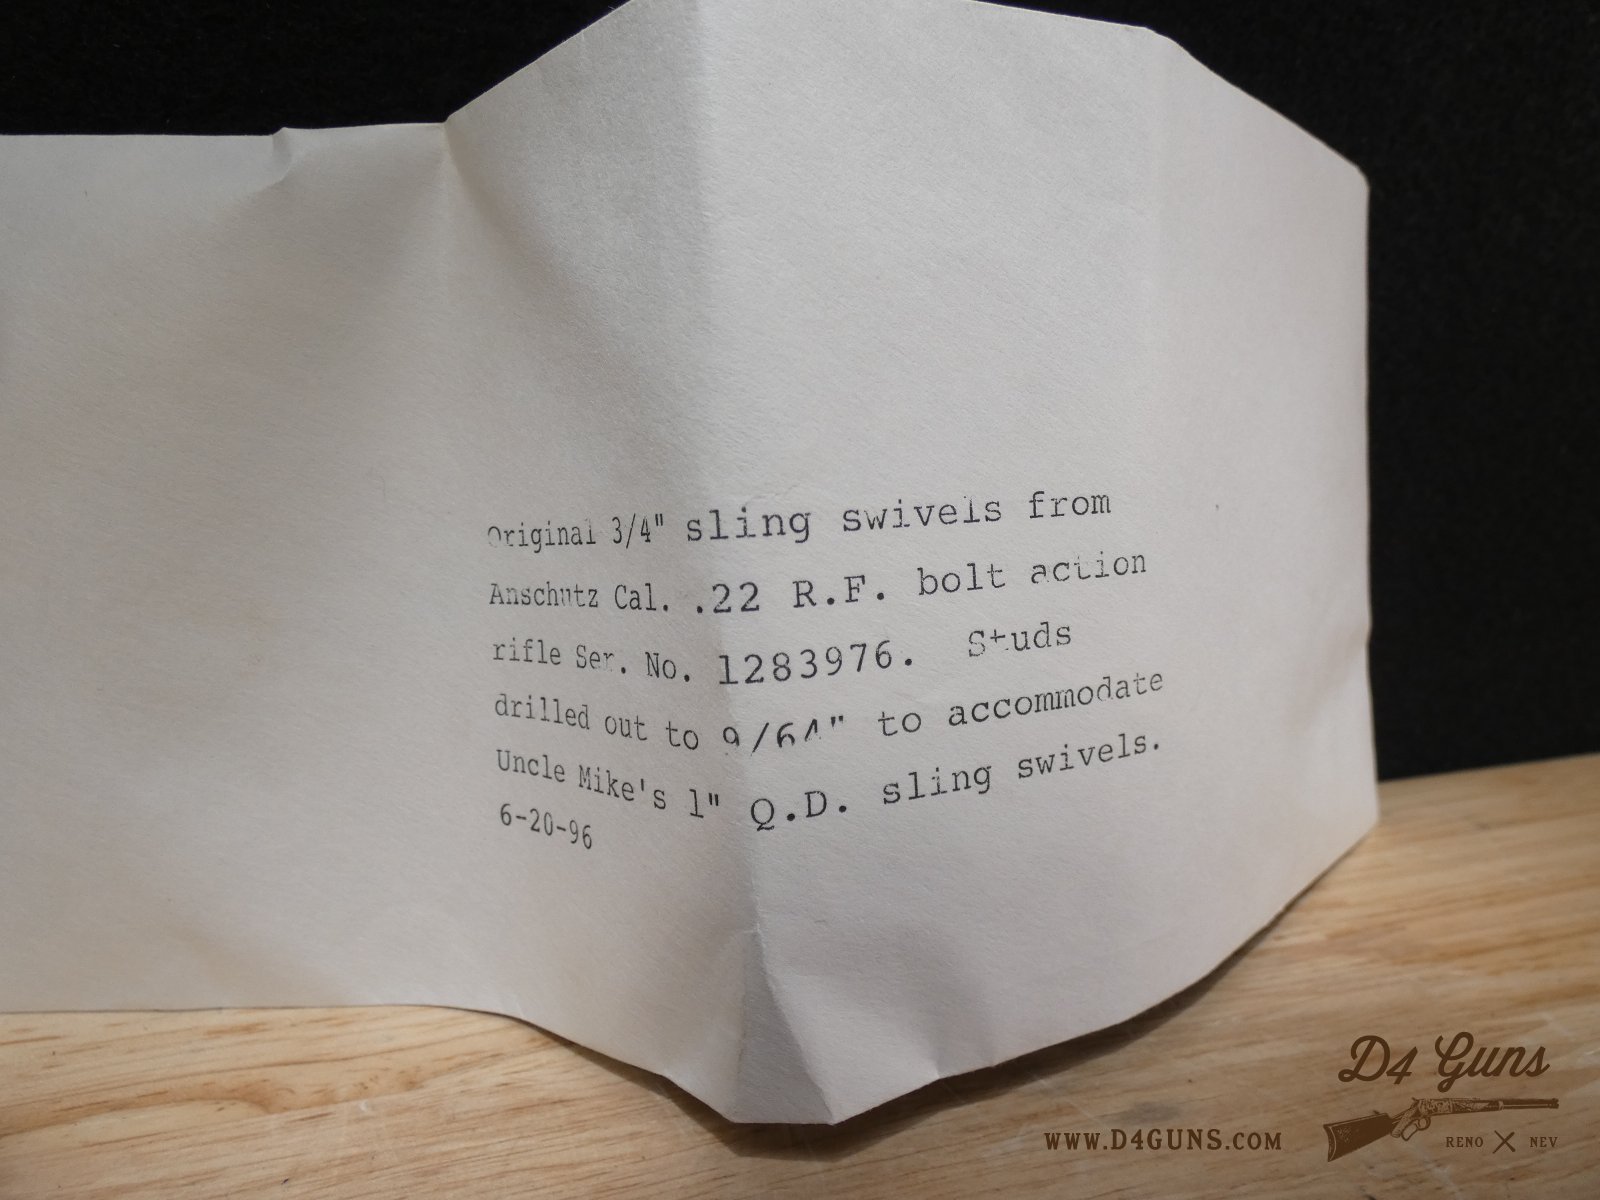 Original 3/4" sling swivels from
Anschutz Cal. .22 R.F. bolt action
rifle Ser. No. 1283976. Studs
drilled out to 9/64" to accommodate
Uncle Mike's 1" Q.D. sling swivels.
6-20-96
D4 Guns
www.D4GUNS.com
RENO NEV